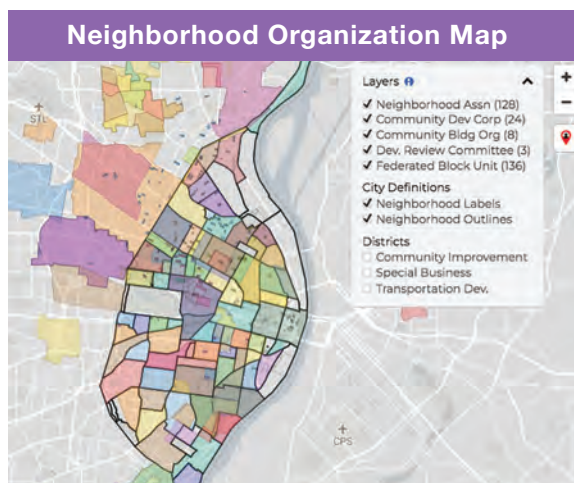 Neighborhood Organization Map
Layers
✓ Neighborhood Assn (128)
✓ Community Dev Corp (24)
✓ Community Bldg Org (8)
✓ Dev. Review Committee (3)
✓ Federated Block Unit (136)
City Definitions
✓ Neighborhood Labels
✓ Neighborhood Outlines
Districts
Community Improvement
Special Business
Transportation Dev.
+
−
STL
CPS